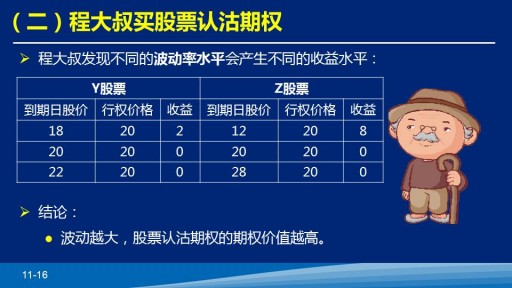 （二）程大叔买股票认沽期权
程大叔发现不同的波动率水平会产生不同的收益水平：
Y股票 Z股票
到期日股价 行权价格 收益 到期日股价 行权价格 收益
18 20 2 12 20 8
20 20 0 20 20 0
22 20 0 28 20 0
结论：
波动越大，股票认沽期权的期权价值越高。
11-16